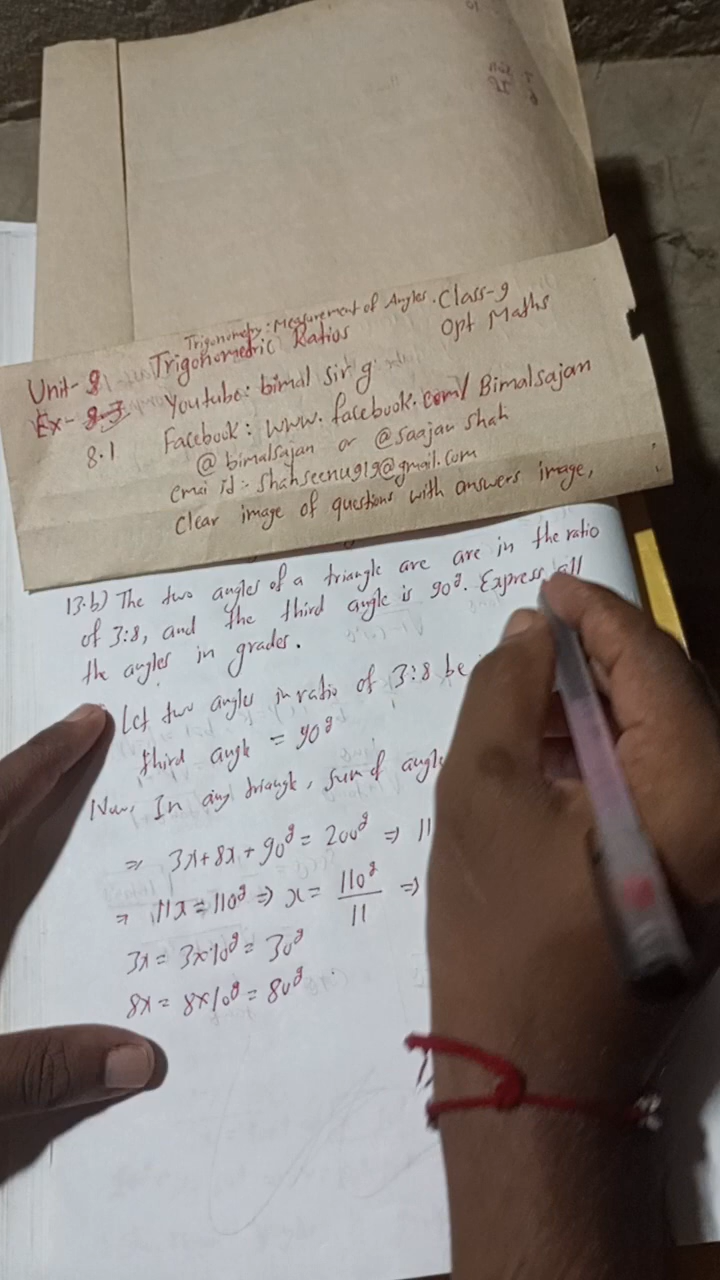 Trigonometry: Measurement of Angles. Class-9
Unit-8 Trigonometric Ratios Opt Maths
Ex- 8.3 Youtube: bimal sir g
8.1 Facebook: www.facebook.com/Bimalsajan
@bimalsajan or @saajan shah
emai id:- shahseenu919@gmail.com
Clear image of questions with answers image,
13.b) The two angles of a triangle are are in the ratio
of 3:8, and the third angle is 90g. Express all
the angles in grades.
Let two angles in ratio of 3:8 be
third angle = 90g
Now, In any triangle, sum of angle
⇒ 3x+8x+90g = 200g ⇒ 11
⇒ 11x = 110g ⇒ x = 110g/11 ⇒
3x = 3x10g = 30g
8x = 8x10g = 80g